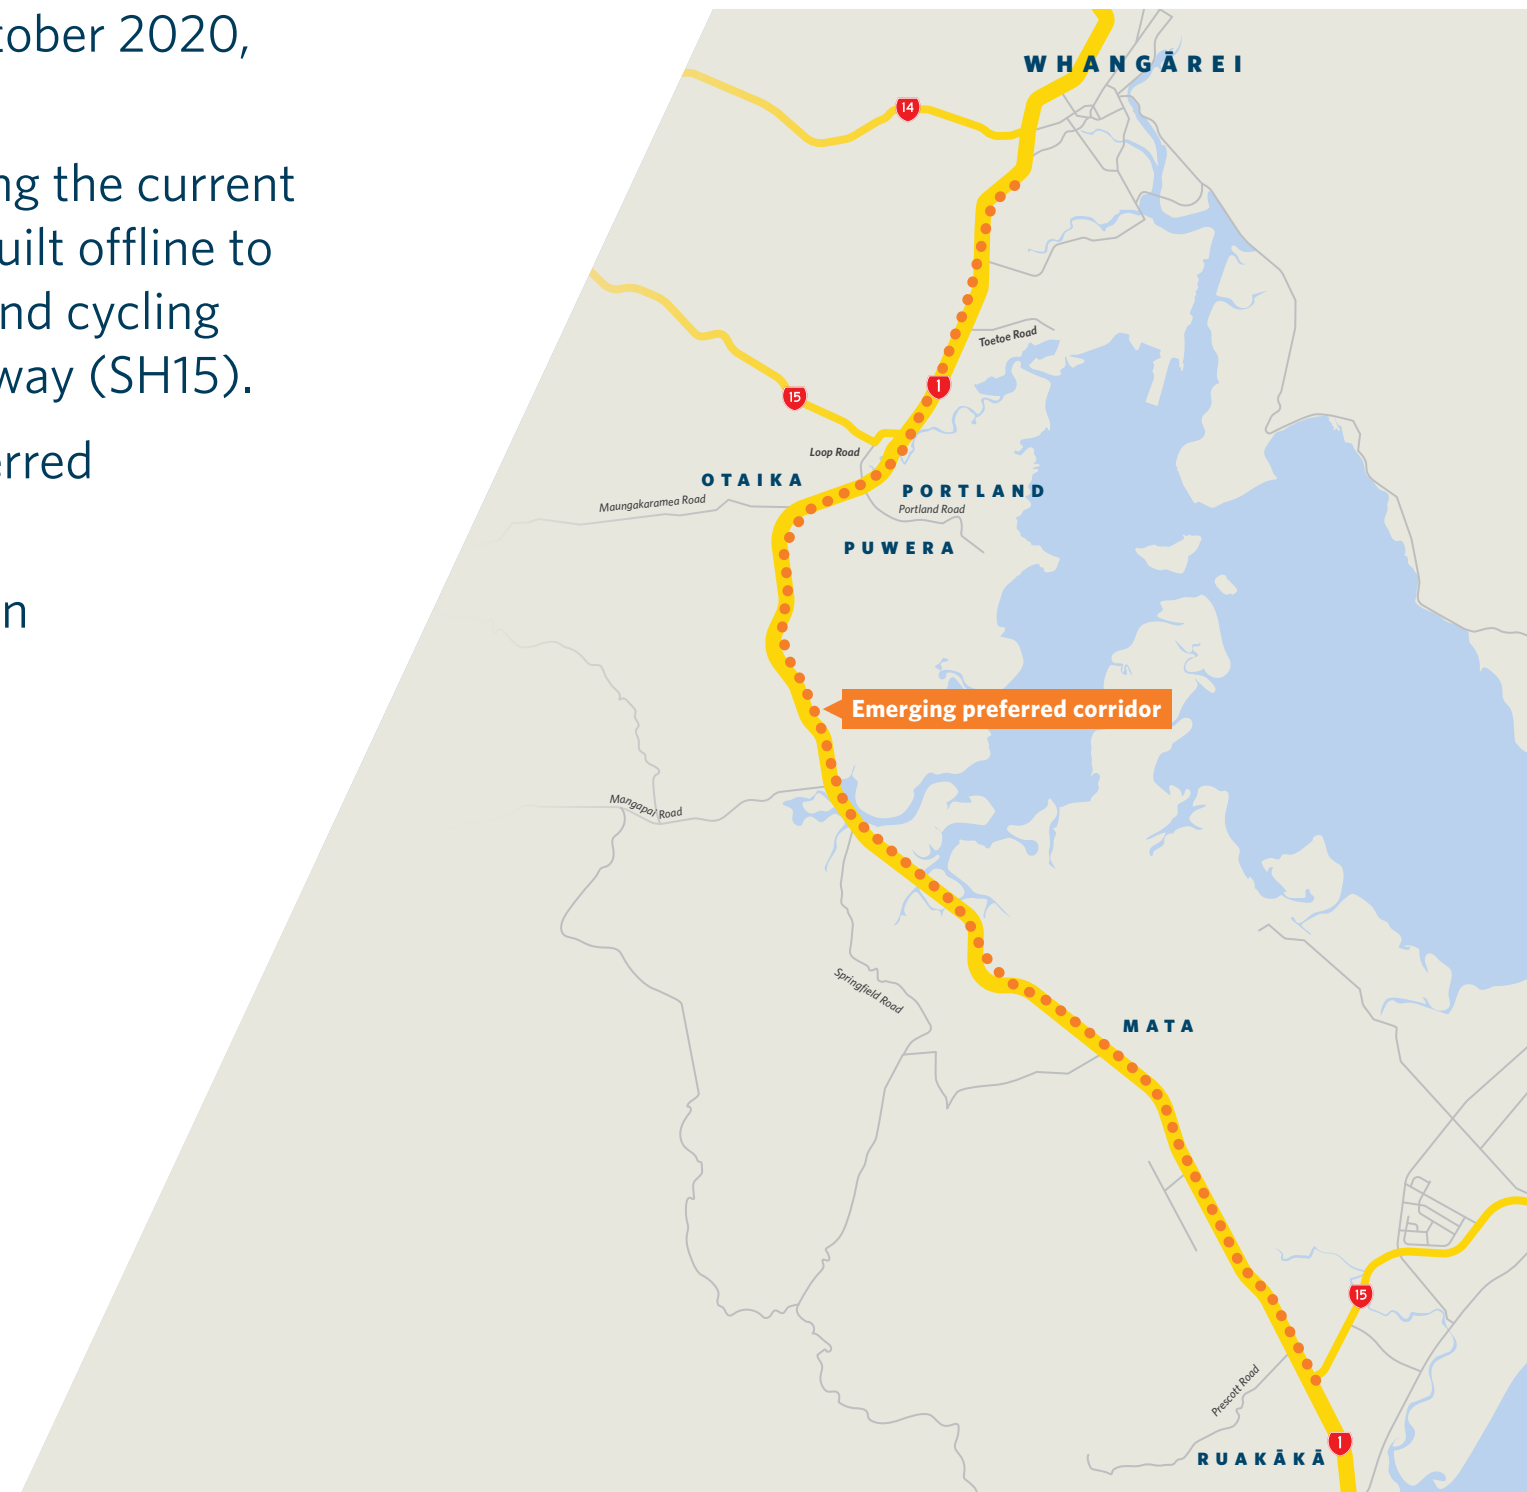 tober 2020,
ng the current
uilt offline to
nd cycling
way (SH15).
erred
n
WHANGĀREI
14
Toetoe Road
1
15
Loop Road
OTAIKA
PORTLAND
Maungakaramea Road
Portland Road
PUWERA
Emerging preferred corridor
Mangapai Road
Springfield Road
MATA
15
Prescott Road
1
RUAKĀKĀ